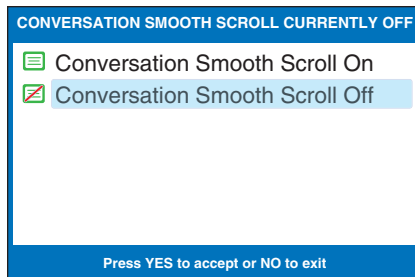 CONVERSATION SMOOTH SCROLL CURRENTLY OFF
Conversation Smooth Scroll On
Conversation Smooth Scroll Off
Press YES to accept or NO to exit